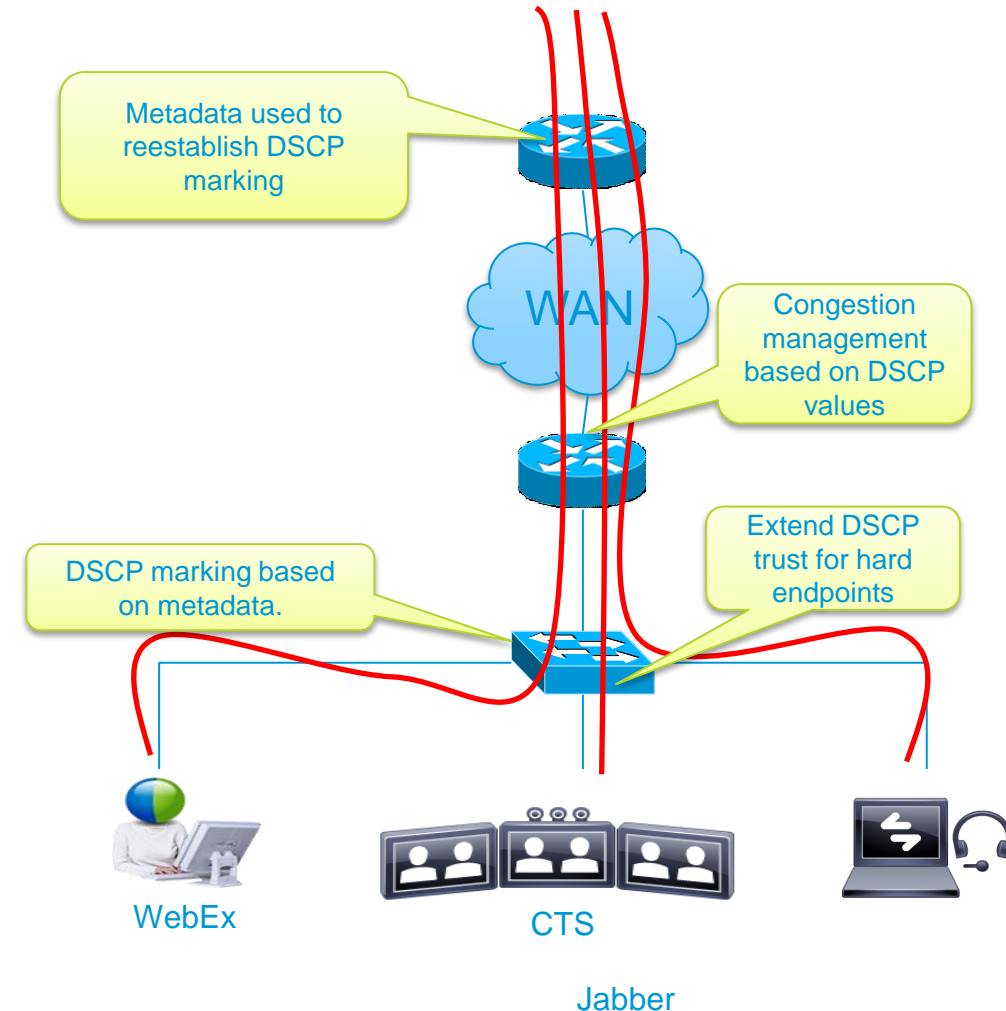 Metadata used to
reestablish DSCP
marking
WAN
Congestion
management
based on DSCP
values
Extend DSCP
trust for hard
endpoints
DSCP marking based
on metadata.
WebEx
CTS
Jabber